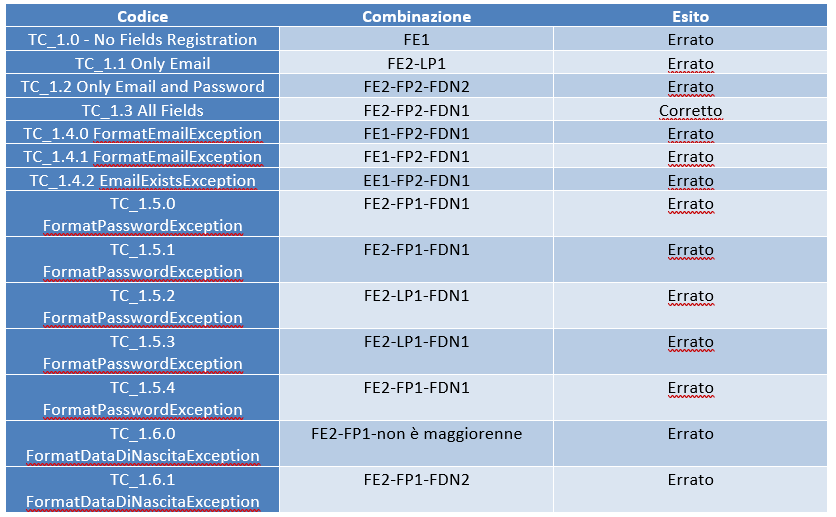 Codice Combinazione Esito
TC_1.0 - No Fields Registration FE1 Errato
TC_1.1 Only Email FE2-LP1 Errato
TC_1.2 Only Email and Password FE2-FP2-FDN2 Errato
TC_1.3 All Fields FE2-FP2-FDN1 Corretto
TC_1.4.0 FormatEmailException FE1-FP2-FDN1 Errato
TC_1.4.1 FormatEmailException FE1-FP2-FDN1 Errato
TC_1.4.2 EmailExistsException EE1-FP2-FDN1 Errato
TC_1.5.0 FE2-FP1-FDN1 Errato
FormatPasswordException
TC_1.5.1 FE2-FP1-FDN1 Errato
FormatPasswordException
TC_1.5.2 FE2-LP1-FDN1 Errato
FormatPasswordException
TC_1.5.3 FE2-LP1-FDN1 Errato
FormatPasswordException
TC_1.5.4 FE2-FP1-FDN1 Errato
FormatPasswordException
TC_1.6.0 FE2-FP1-non è maggiorenne Errato
FormatDataDiNascitaException
TC_1.6.1 FE2-FP1-FDN2 Errato
FormatDataDiNascitaException